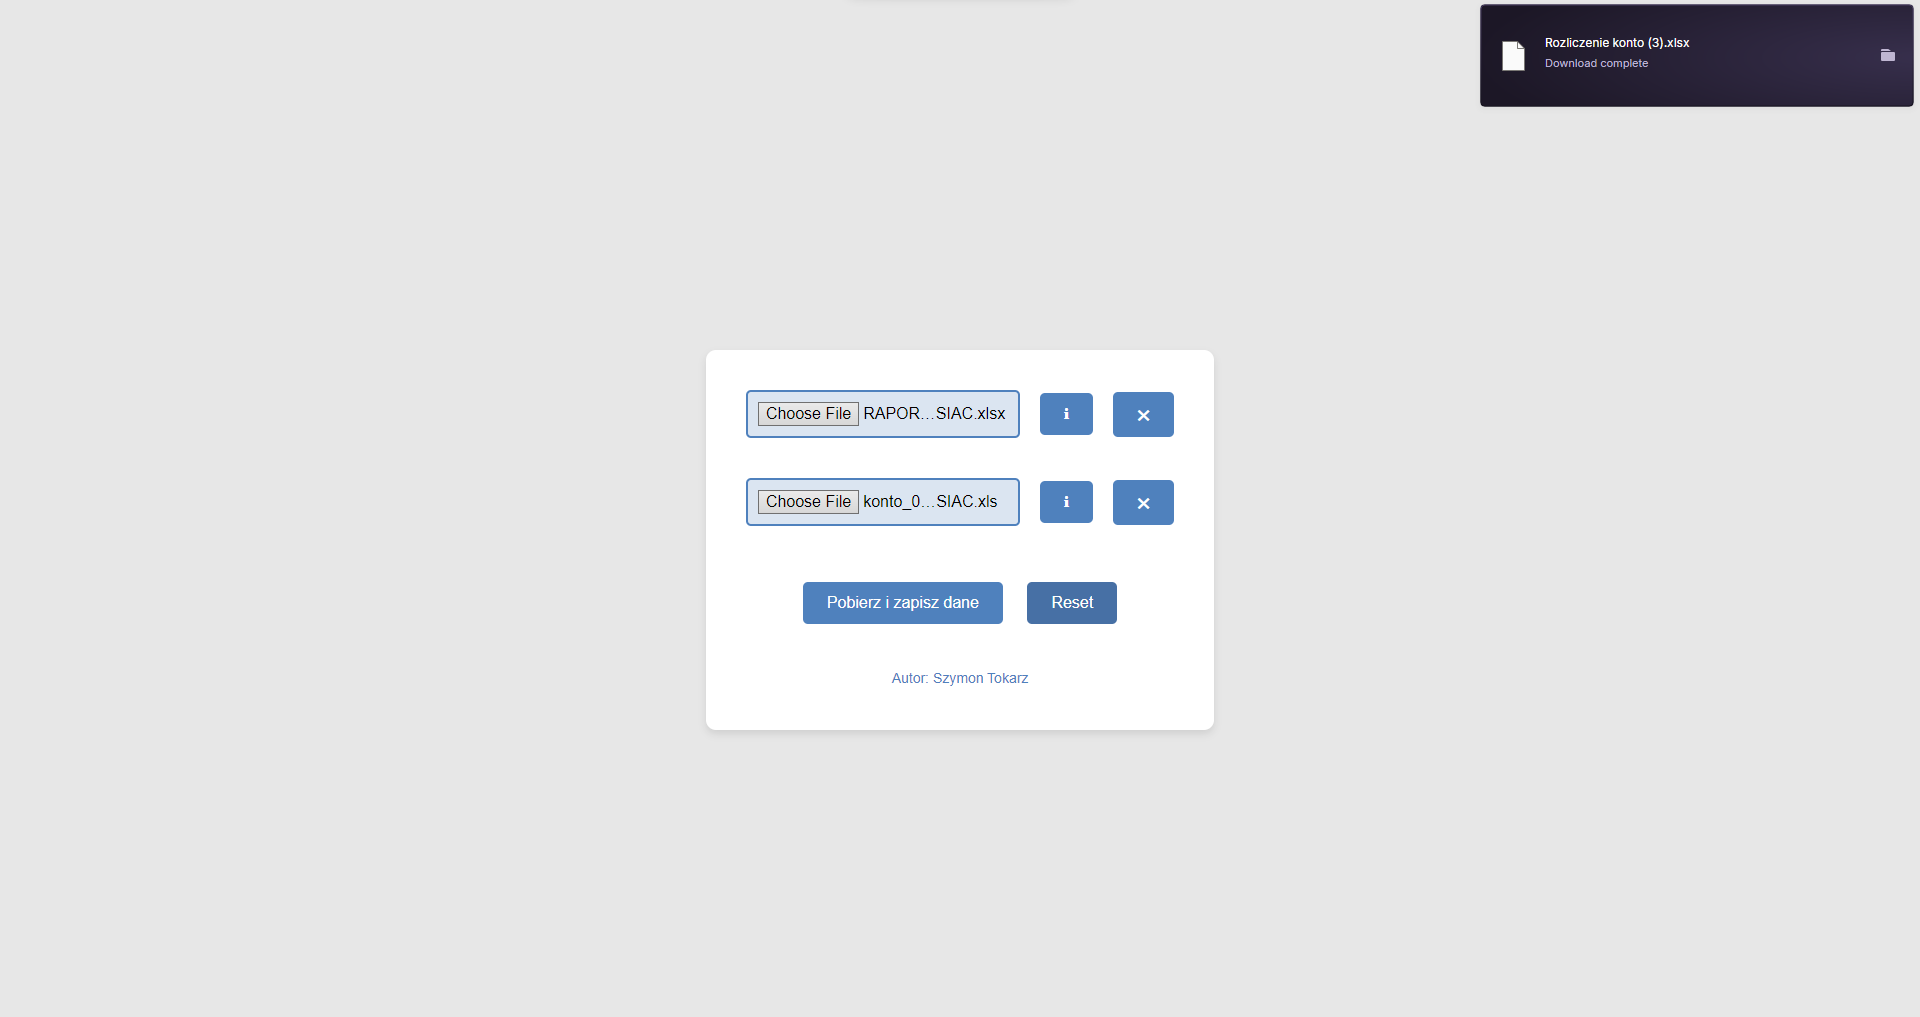 Rozliczenie konto (3).xlsx
Download complete
Choose File RAPOR...SIAC.xlsx
i ×
Choose File konto_0...SIAC.xls
i ×
Pobierz i zapisz dane Reset
Autor: Szymon Tokarz